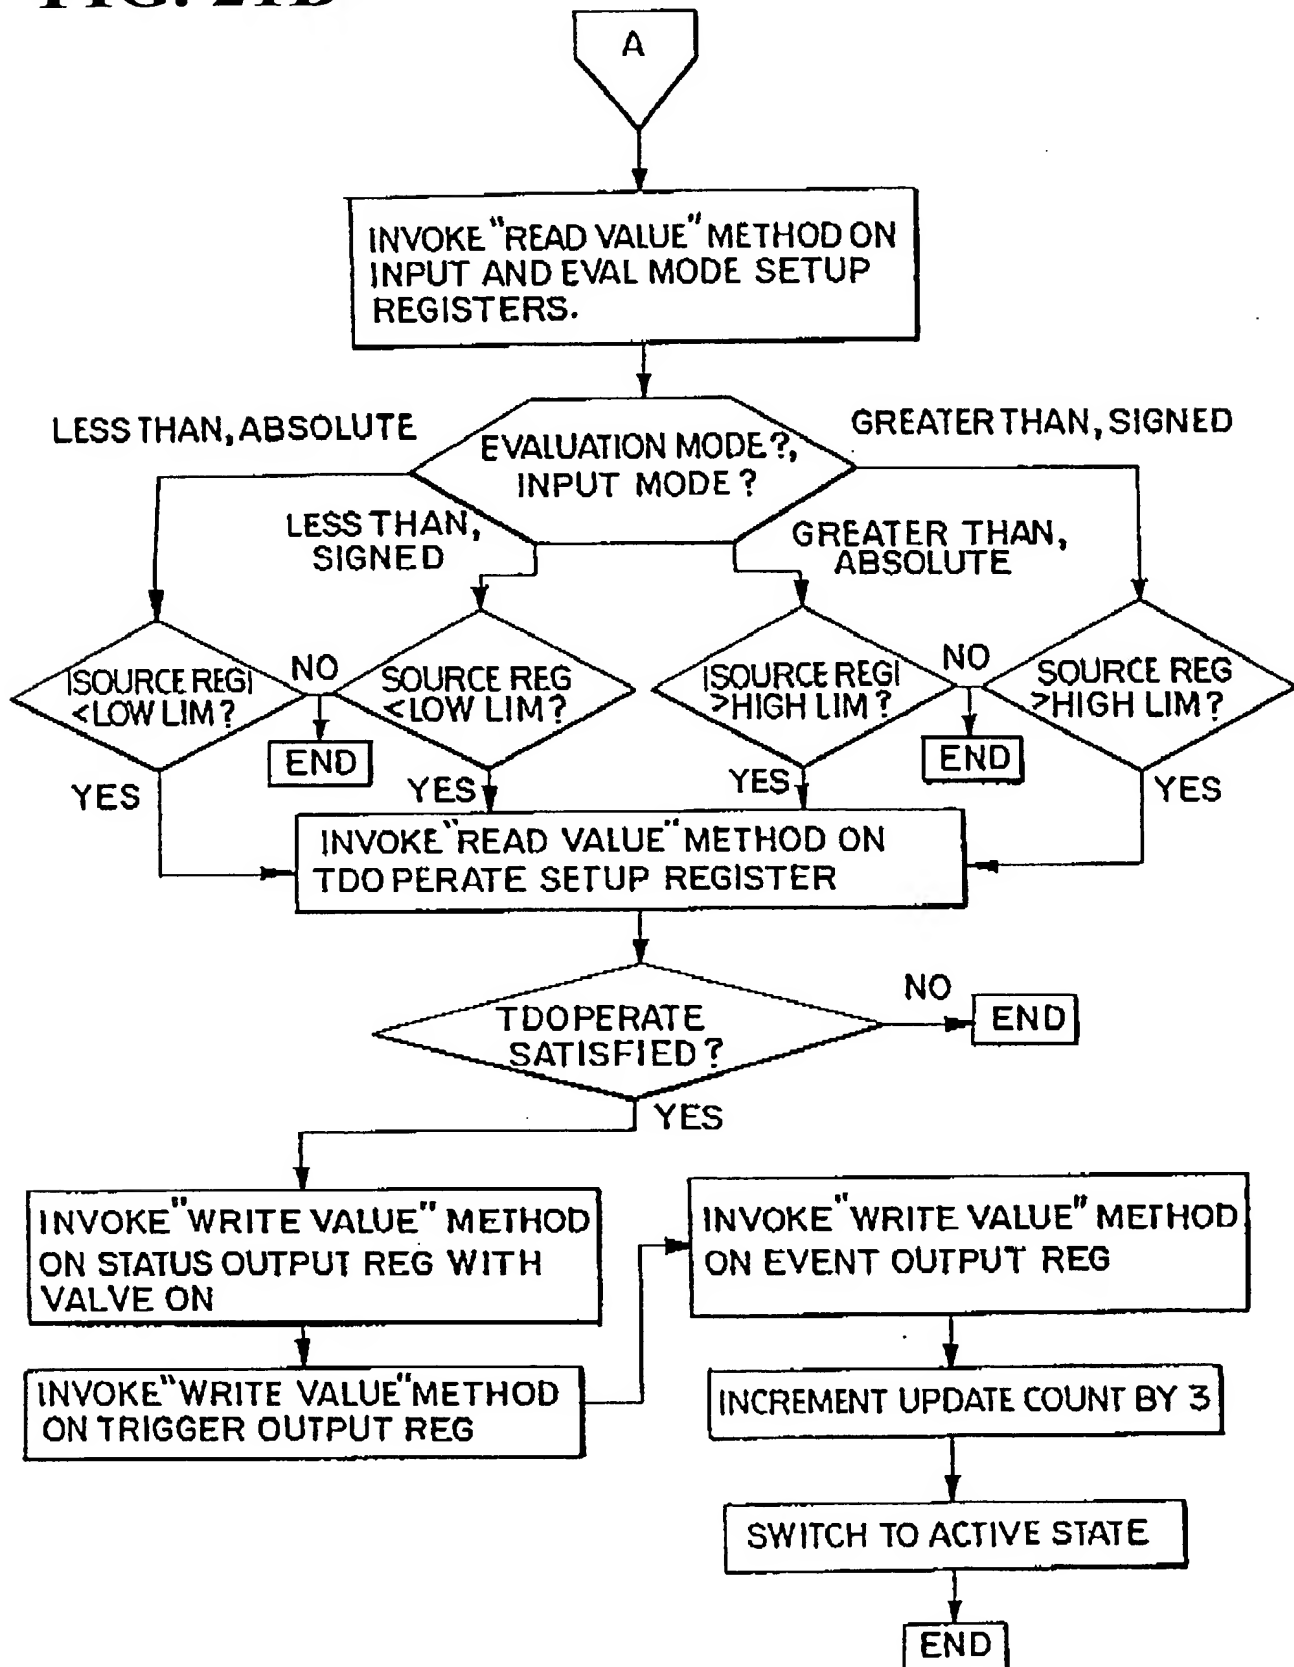 A
INVOKE "READ VALUE" METHOD ON
INPUT AND EVAL MODE SETUP
REGISTERS.
LESS THAN, ABSOLUTE
GREATER THAN, SIGNED
EVALUATION MODE?,
INPUT MODE?
LESS THAN,
SIGNED
GREATER THAN,
ABSOLUTE
|SOURCE REG|
<LOW LIM?
NO
SOURCE REG
<LOW LIM?
|SOURCE REG|
>HIGH LIM?
NO
SOURCE REG
>HIGH LIM?
END
END
YES
YES
YES
YES
INVOKE "READ VALUE" METHOD ON
TDOPERATE SETUP REGISTER
TDOPERATE
SATISFIED?
NO
END
YES
INVOKE "WRITE VALUE" METHOD
ON STATUS OUTPUT REG WITH
VALVE ON
INVOKE "WRITE VALUE" METHOD
ON TRIGGER OUTPUT REG
INVOKE "WRITE VALUE" METHOD
ON EVENT OUTPUT REG
INCREMENT UPDATE COUNT BY 3
SWITCH TO ACTIVE STATE
END